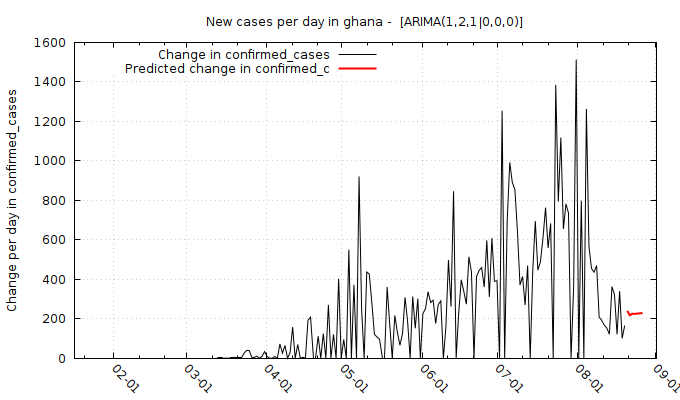 New cases per day in ghana -  [ARIMA(1,2,1|0,0,0)]
Change in confirmed_cases
Predicted change in confirmed_c
Change per day in confirmed_cases
1600
1400
1200
1000
800
600
400
200
0
02-01 03-01 04-01 05-01 06-01 07-01 08-01 09-01